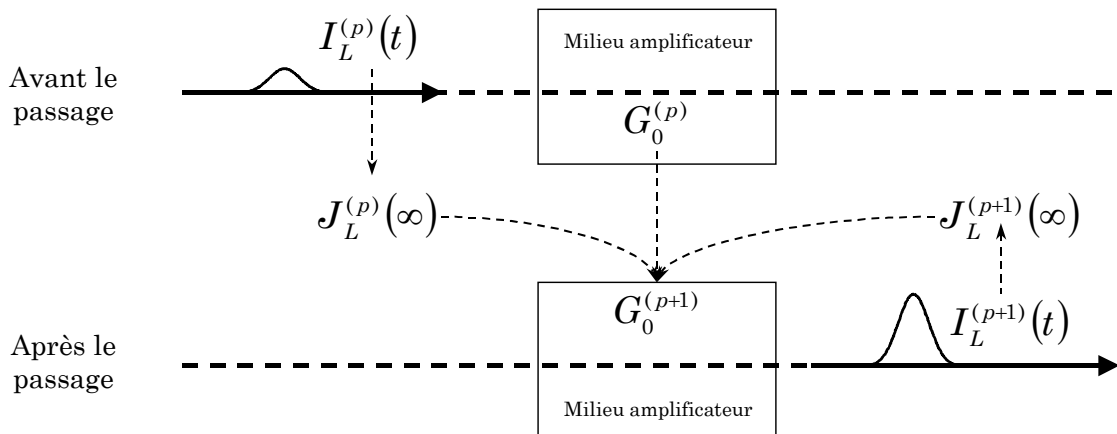 I_L^{(p)}(t)
Milieu amplificateur
Avant le
passage
G_0^{(p)}
J_L^{(p)}(∞)
J_L^{(p+1)}(∞)
G_0^{(p+1)}
I_L^{(p+1)}(t)
Après le
passage
Milieu amplificateur